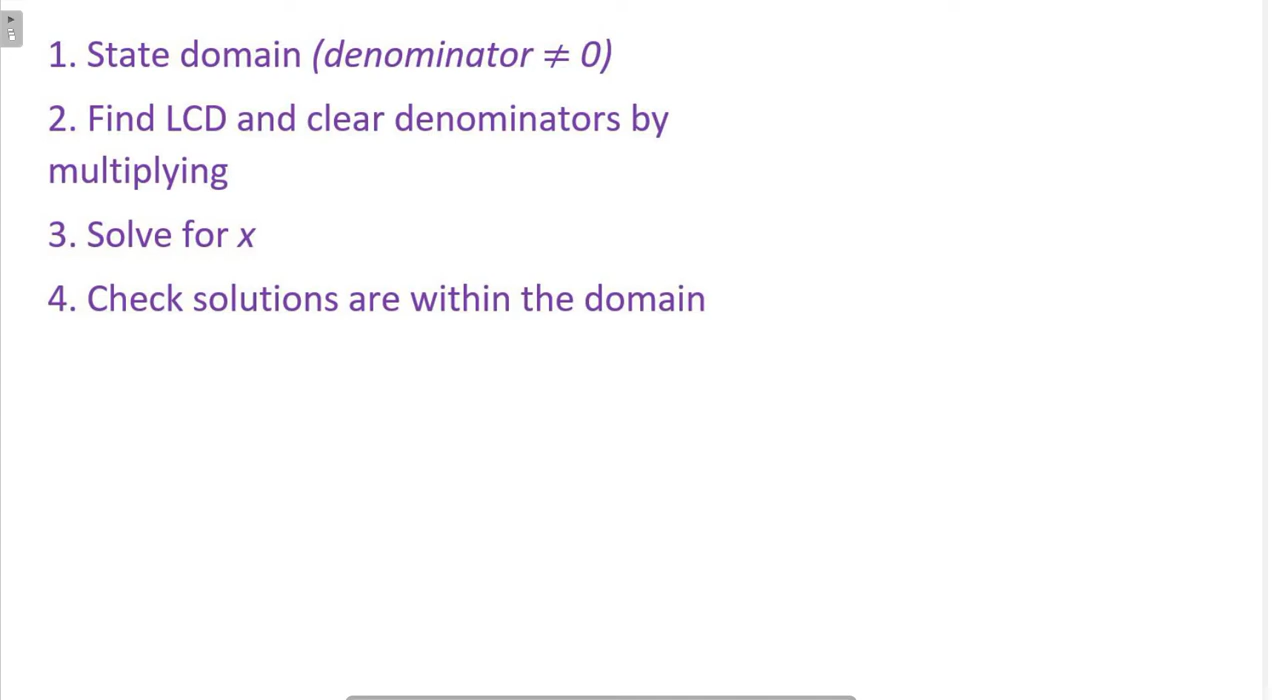 1. State domain (denominator ≠ 0)
2. Find LCD and clear denominators by
multiplying
3. Solve for x
4. Check solutions are within the domain